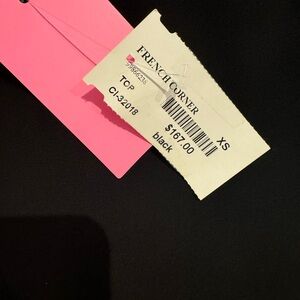 FRENCH CORNER
TOP
CI-32018
$167.00
black
XS